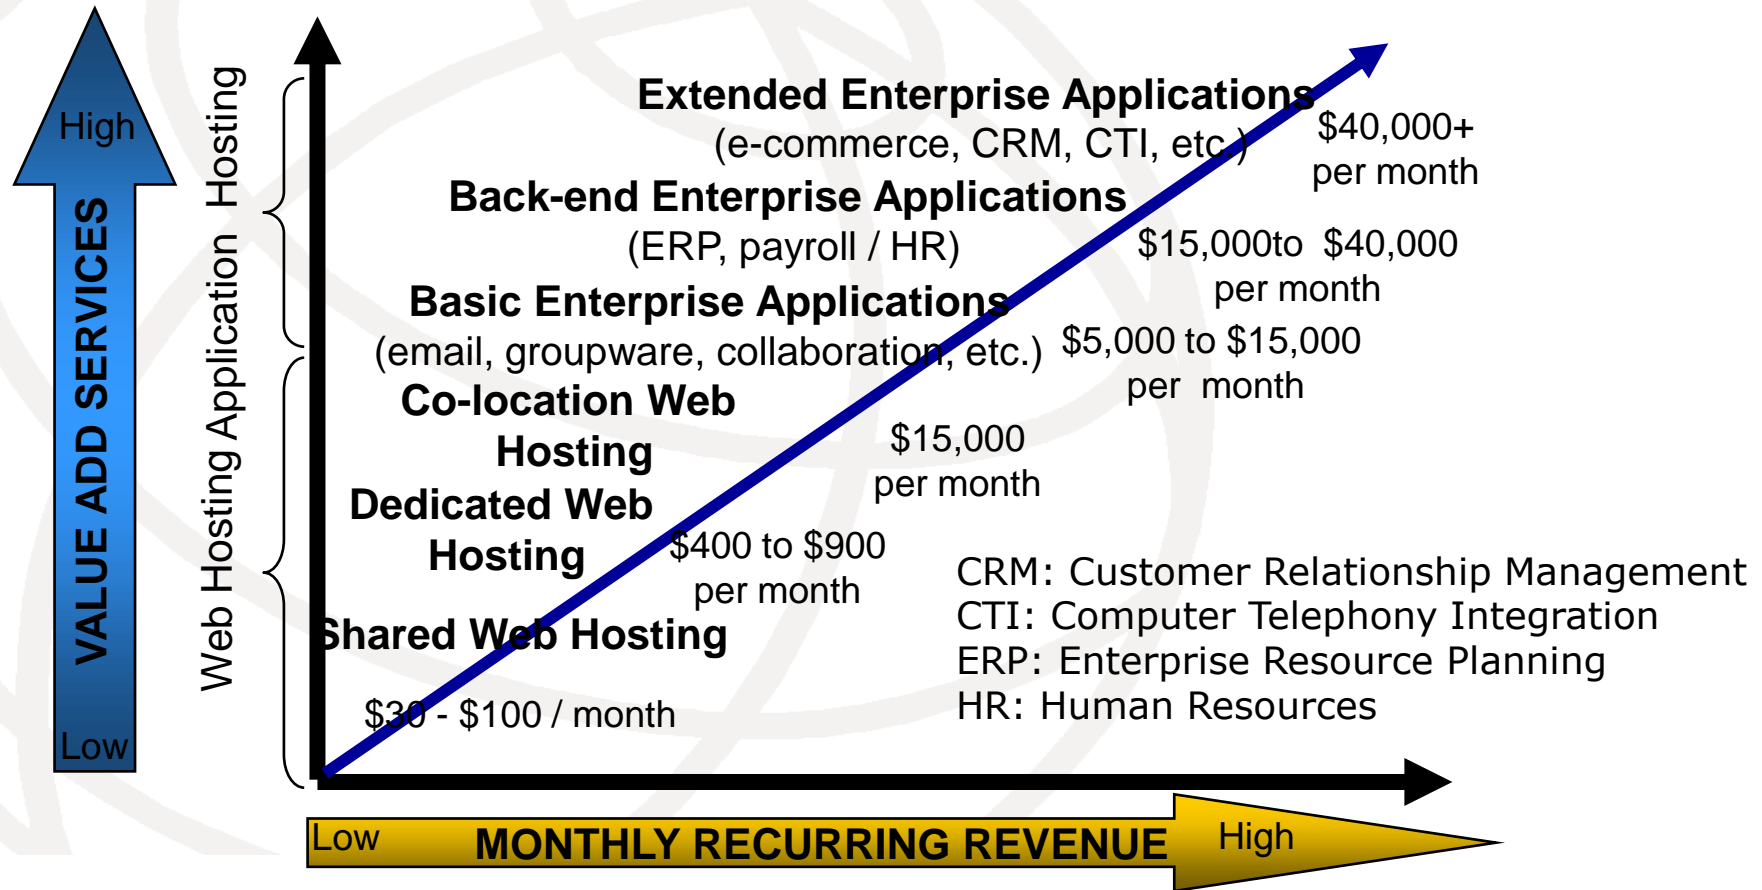 High
VALUE ADD SERVICES
Low
Web Hosting Application  Hosting
Extended Enterprise Applications
(e-commerce, CRM, CTI, etc.)
$40,000+
per month
Back-end Enterprise Applications
(ERP, payroll / HR)
$15,000to  $40,000
per month
Basic Enterprise Applications
(email, groupware, collaboration, etc.)
$5,000 to $15,000
per  month
Co-location Web
Hosting
$15,000
per month
Dedicated Web
Hosting
$400 to $900
per month
Shared Web Hosting
$30 - $100 / month
CRM: Customer Relationship Management
CTI: Computer Telephony Integration
ERP: Enterprise Resource Planning
HR: Human Resources
Low
MONTHLY RECURRING REVENUE
High